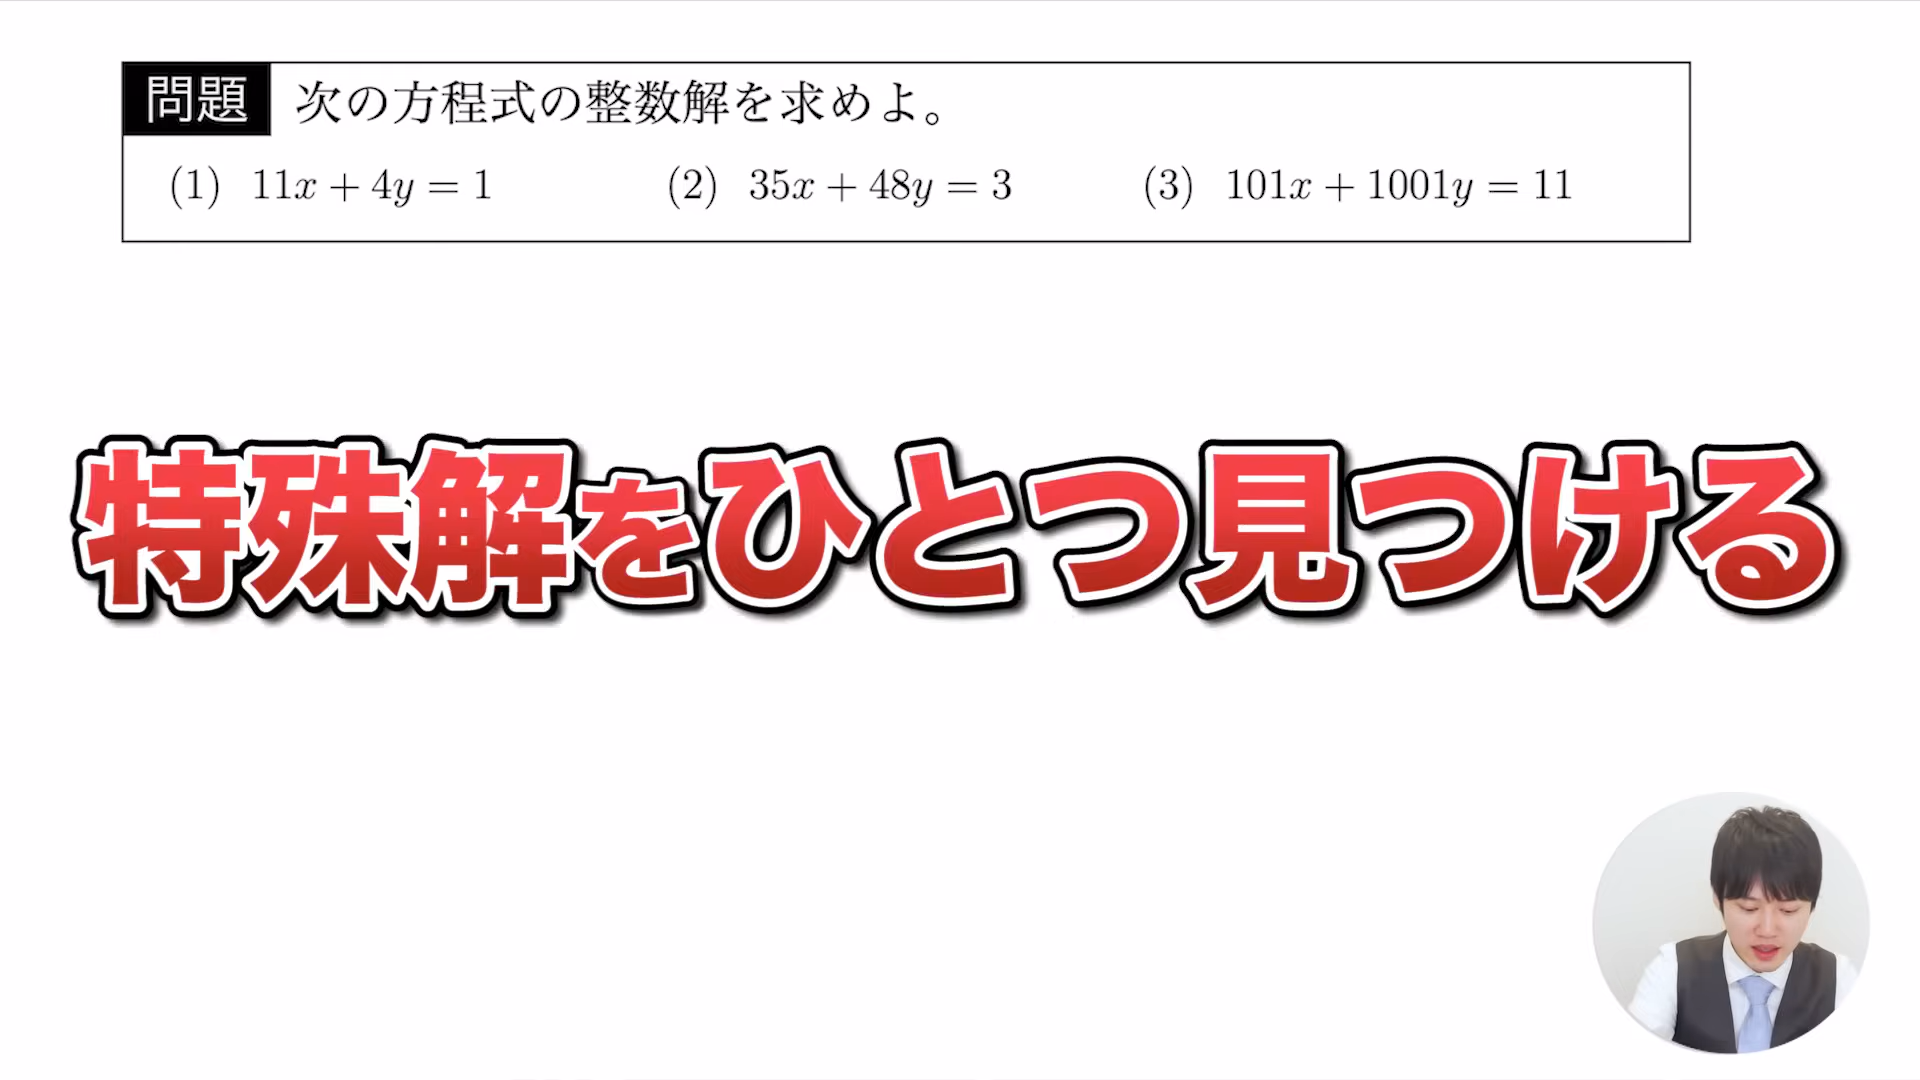 問題 次の方程式の整数解を求めよ。
(1) 11x + 4y = 1 (2) 35x + 48y = 3 (3) 101x + 1001y = 11
特殊解をひとつ見つける